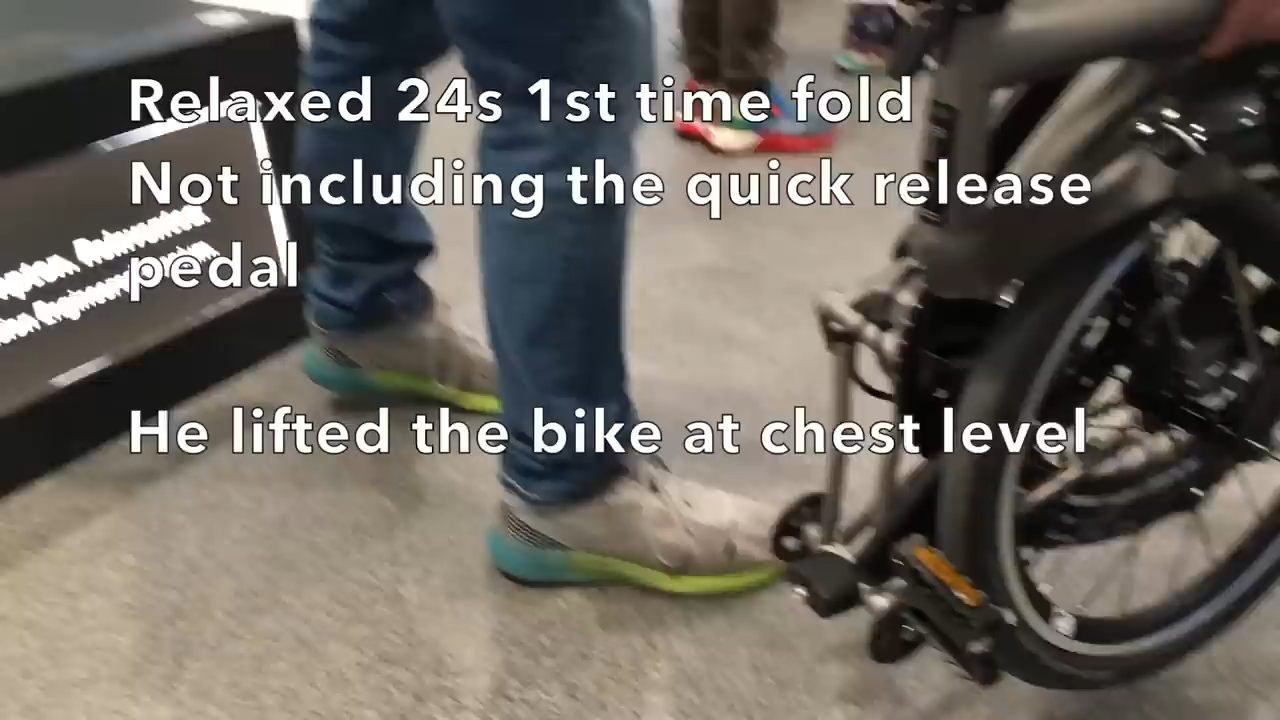 Relaxed 24s 1st time fold
Not including the quick release
pedal
He lifted the bike at chest level